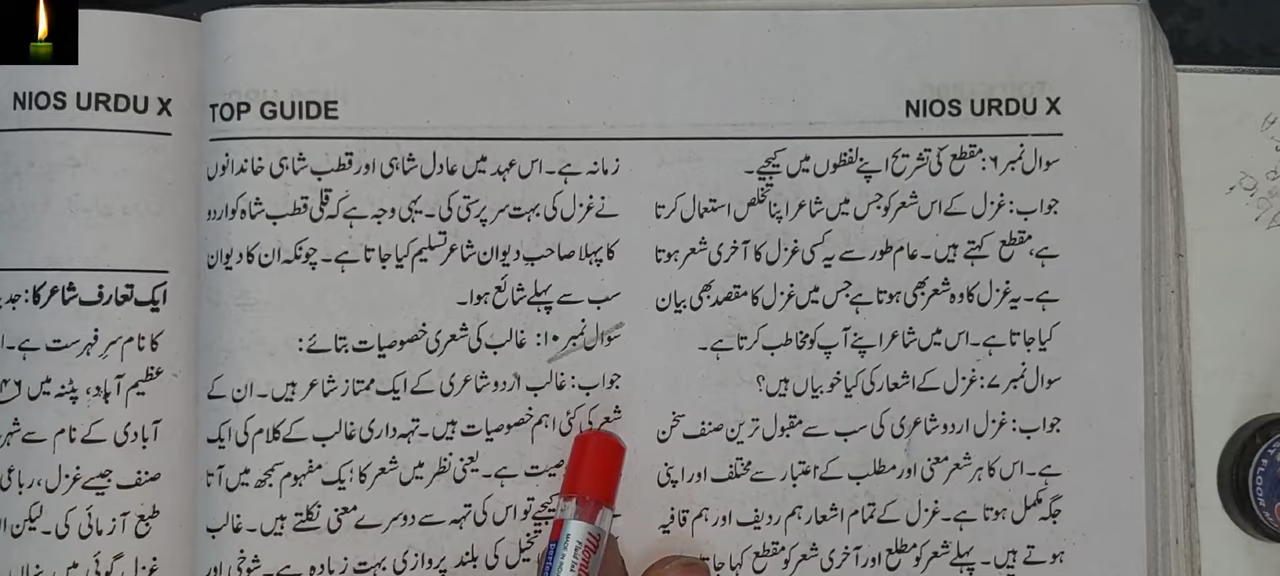 NIOS URDU X
TOP GUIDE
NIOS URDU X
سوال نمبر ۶: مقطع کی تشریح اپنے لفظوں میں کیجیے۔
جواب: غزل کے اس شعر کو جس میں شاعر اپنا تخلص استعمال کرتا
ہے، مقطع کہتے ہیں۔ عام طور سے یہ کسی غزل کا آخری شعر ہوتا
ہے۔ یہ غزل کا وہ شعر بھی ہوتا ہے جس میں غزل کا مقصد بھی بیان
کیا جاتا ہے۔ اس میں شاعر اپنے آپ کو مخاطب کرتا ہے۔
سوال نمبر ۷: غزل کے اشعار کی کیا خوبیاں ہیں؟
جواب: غزل اردو شاعری کی سب سے مقبول ترین صنف سخن
ہے۔ اس کا ہر شعر معنی اور مطلب کے اعتبار سے مختلف اور اپنی
جگہ مکمل ہوتا ہے۔ غزل کے تمام اشعار ہم ردیف اور ہم قافیہ
ہوتے ہیں۔ پہلے شعر کو مطلع اور آخری شعر کو مقطع کہا
زمانہ ہے۔ اس عہد میں عادل شاہی اور قطب شاہی خاندانوں
نے غزل کی بہت سرپرستی کی۔ یہی وجہ ہے کہ قلی قطب شاہ کو اردو
کا پہلا صاحب دیوان شاعر تسلیم کیا جاتا ہے۔ چونکہ ان کا دیوان
سب سے پہلے شائع ہوا۔
سوال نمبر ۱۰: غالب کی شعری خصوصیات بتائے:
جواب: غالب اردو شاعری کے ایک ممتاز شاعر ہیں۔ ان کے
شعر کی کئی اہم خصوصیات ہیں۔ تہہ داری غالب کے کلام کی ایک
ہے۔ یعنی نظر میں شعر کا ایک مفہوم سمجھ میں آتا
کیجیے تو اس کی تہہ سے دوسرے معنی نکلتے ہیں۔ غالب
تخیل کی بلند پروازی بہت زیادہ ہے۔ شوخی اور
ایک تعارف شاعر کا:
کا نام سر فہرست ہے۔
عظیم آباد، پٹنہ میں
آبادی کے نام سے
صنف جیسے غزل، رباعی
طبع آزمائی کی۔ لیکن
غزل گوئی میں